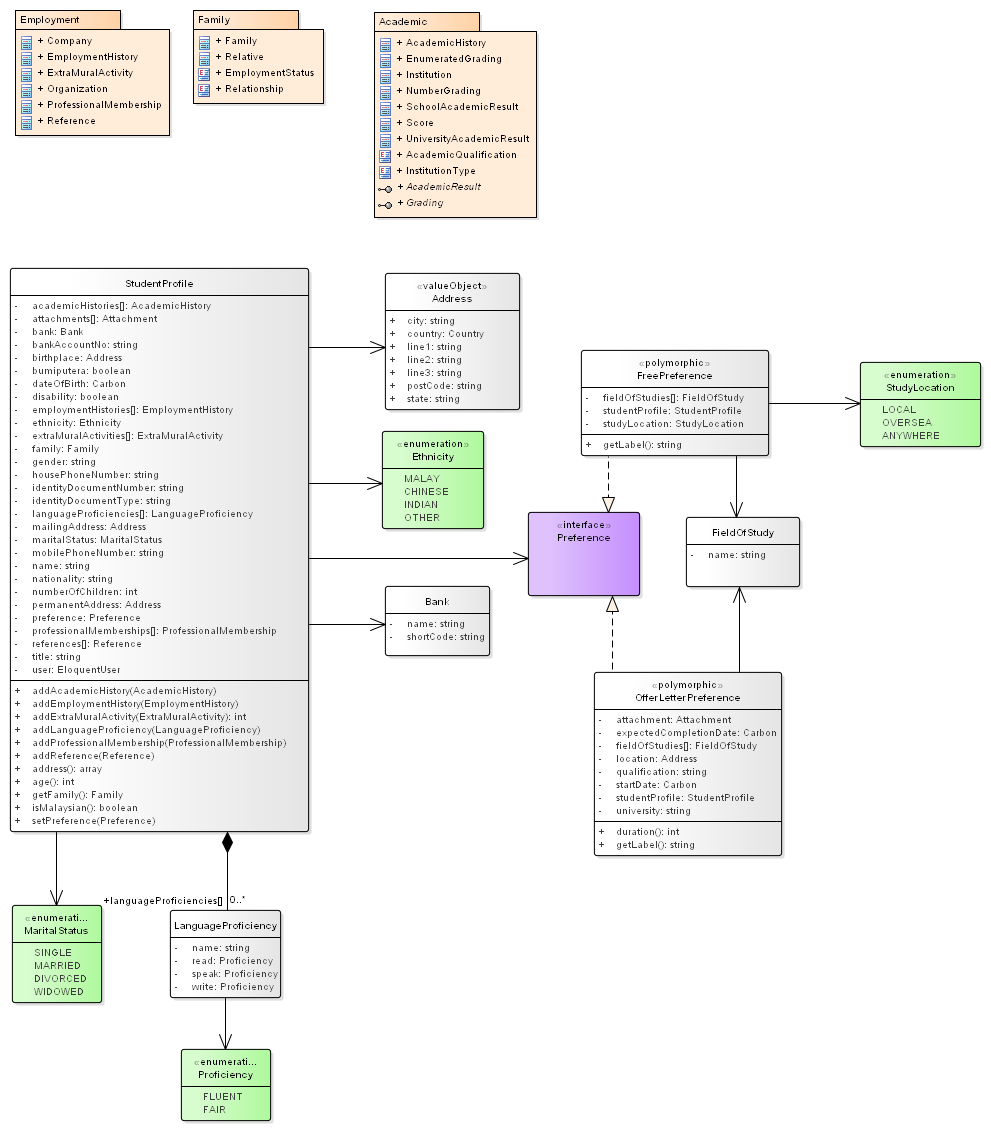 Employment
+ Company
+ EmploymentHistory
+ ExtraMuralActivity
+ Organization
+ ProfessionalMembership
+ Reference
Family
+ Family
+ Relative
+ EmploymentStatus
+ Relationship
Academic
+ AcademicHistory
+ EnumeratedGrading
+ Institution
+ NumberGrading
+ SchoolAcademicResult
+ Score
+ UniversityAcademicResult
+ AcademicQualification
+ InstitutionType
+ AcademicResult
+ Grading
StudentProfile
- academicHistories[]: AcademicHistory
- attachments[]: Attachment
- bank: Bank
- bankAccountNo: string
- birthplace: Address
- bumiputera: boolean
- dateOfBirth: Carbon
- disability: boolean
- employmentHistories[]: EmploymentHistory
- ethnicity: Ethnicity
- extraMuralActivities[]: ExtraMuralActivity
- family: Family
- gender: string
- housePhoneNumber: string
- identityDocumentNumber: string
- identityDocumentType: string
- languageProficiencies[]: LanguageProficiency
- mailingAddress: Address
- maritalStatus: MaritalStatus
- mobilePhoneNumber: string
- name: string
- nationality: string
- numberOfChildren: int
- permanentAddress: Address
- preference: Preference
- professionalMemberships[]: ProfessionalMembership
- references[]: Reference
- title: string
- user: EloquentUser
+ addAcademicHistory(AcademicHistory)
+ addEmploymentHistory(EmploymentHistory)
+ addExtraMuralActivity(ExtraMuralActivity): int
+ addLanguageProficiency(LanguageProficiency)
+ addProfessionalMembership(ProfessionalMembership)
+ addReference(Reference)
+ address(): array
+ age(): int
+ getFamily(): Family
+ isMalaysian(): boolean
+ setPreference(Preference)
«valueObject»
Address
+ city: string
+ country: Country
+ line1: string
+ line2: string
+ line3: string
+ postCode: string
+ state: string
«enumeration»
Ethnicity
MALAY
CHINESE
INDIAN
OTHER
«interface»
Preference
Bank
- name: string
- shortCode: string
«polymorphic»
FreePreference
- fieldOfStudies[]: FieldOfStudy
- studentProfile: StudentProfile
- studyLocation: StudyLocation
+ getLabel(): string
«enumeration»
StudyLocation
LOCAL
OVERSEA
ANYWHERE
FieldOfStudy
- name: string
«polymorphic»
OfferLetterPreference
- attachment: Attachment
- expectedCompletionDate: Carbon
- fieldOfStudies[]: FieldOfStudy
- location: Address
- qualification: string
- startDate: Carbon
- studentProfile: StudentProfile
- university: string
+ duration(): int
+ getLabel(): string
«enumerati...
MaritalStatus
SINGLE
MARRIED
DIVORCED
WIDOWED
+languageProficiencies[] 0..*
LanguageProficiency
- name: string
- read: Proficiency
- speak: Proficiency
- write: Proficiency
«enumerati...
Proficiency
FLUENT
FAIR